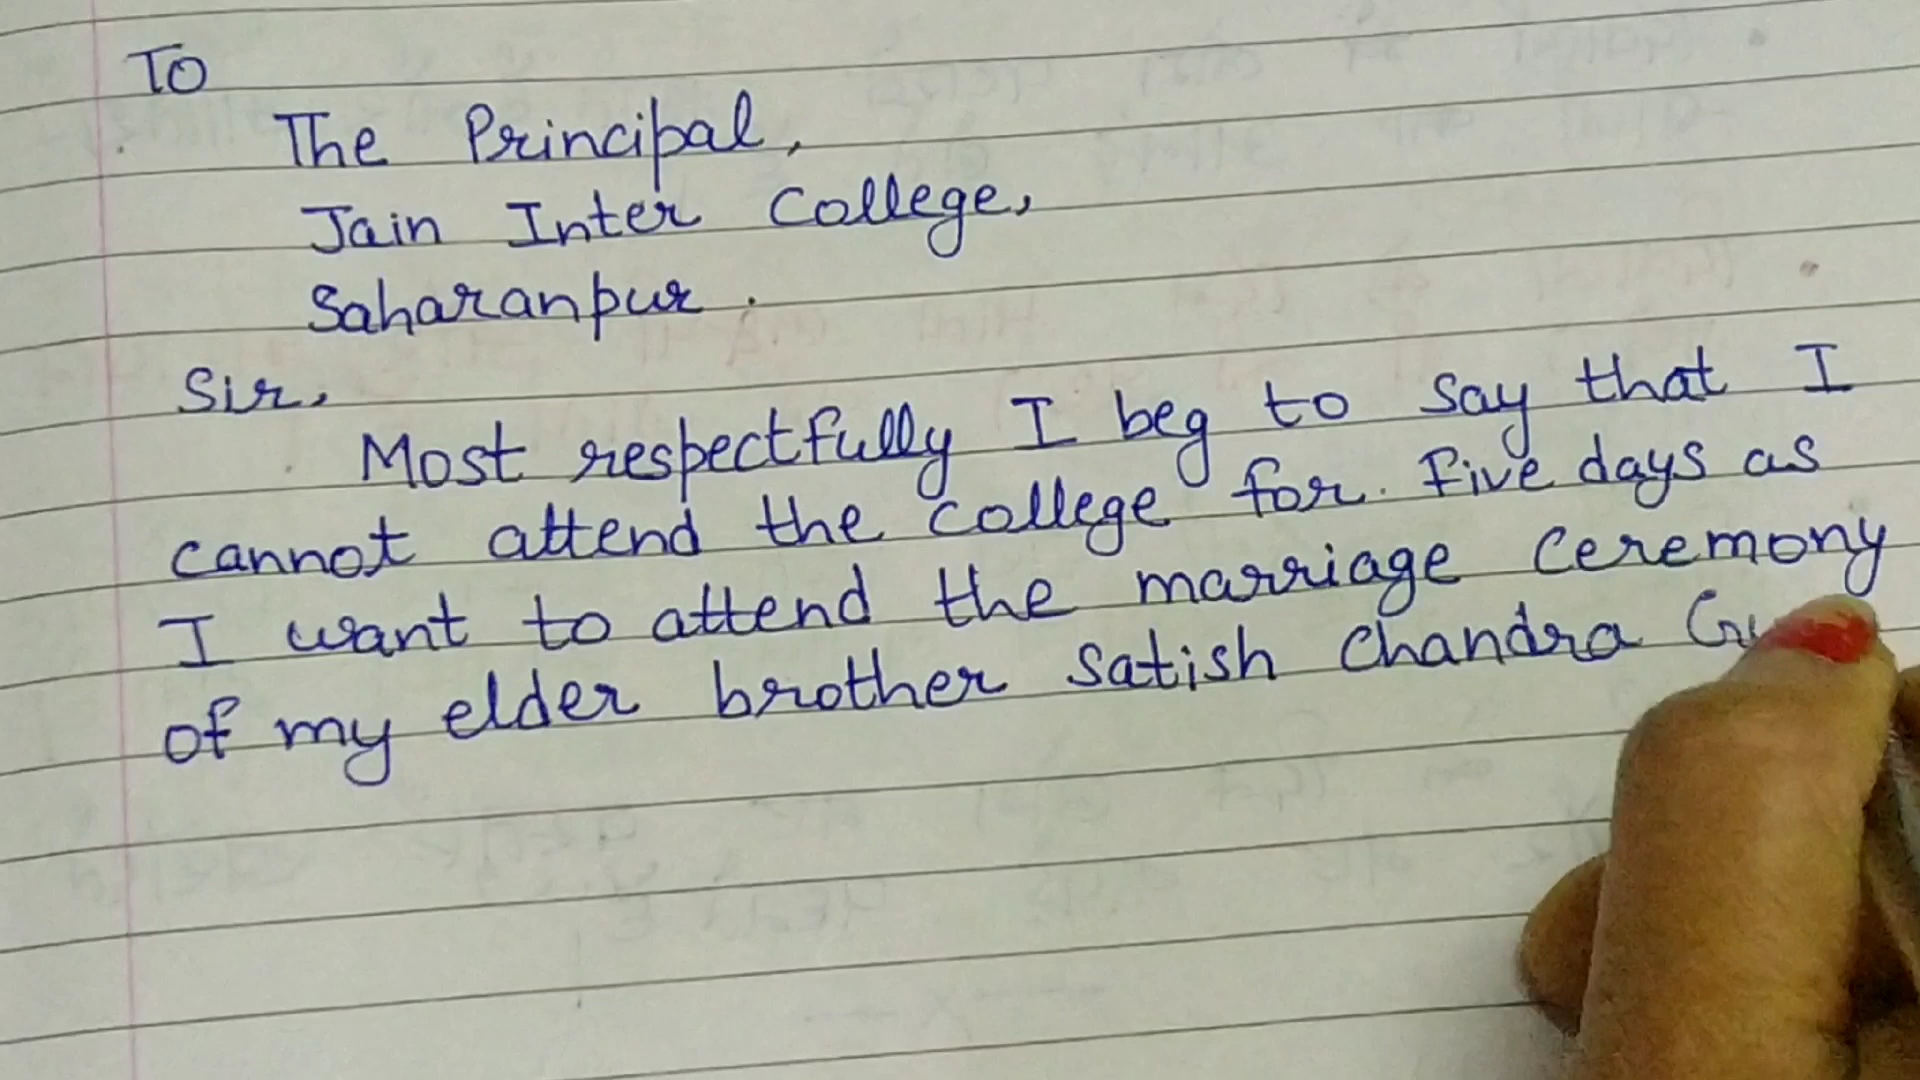 To
The Principal,
Jain Inter College,
Saharanpur.
Sir,
Most respectfully I beg to say that I
cannot attend the college for. Five days as
I want to attend the marriage ceremony
of my elder brother Satish Chandra